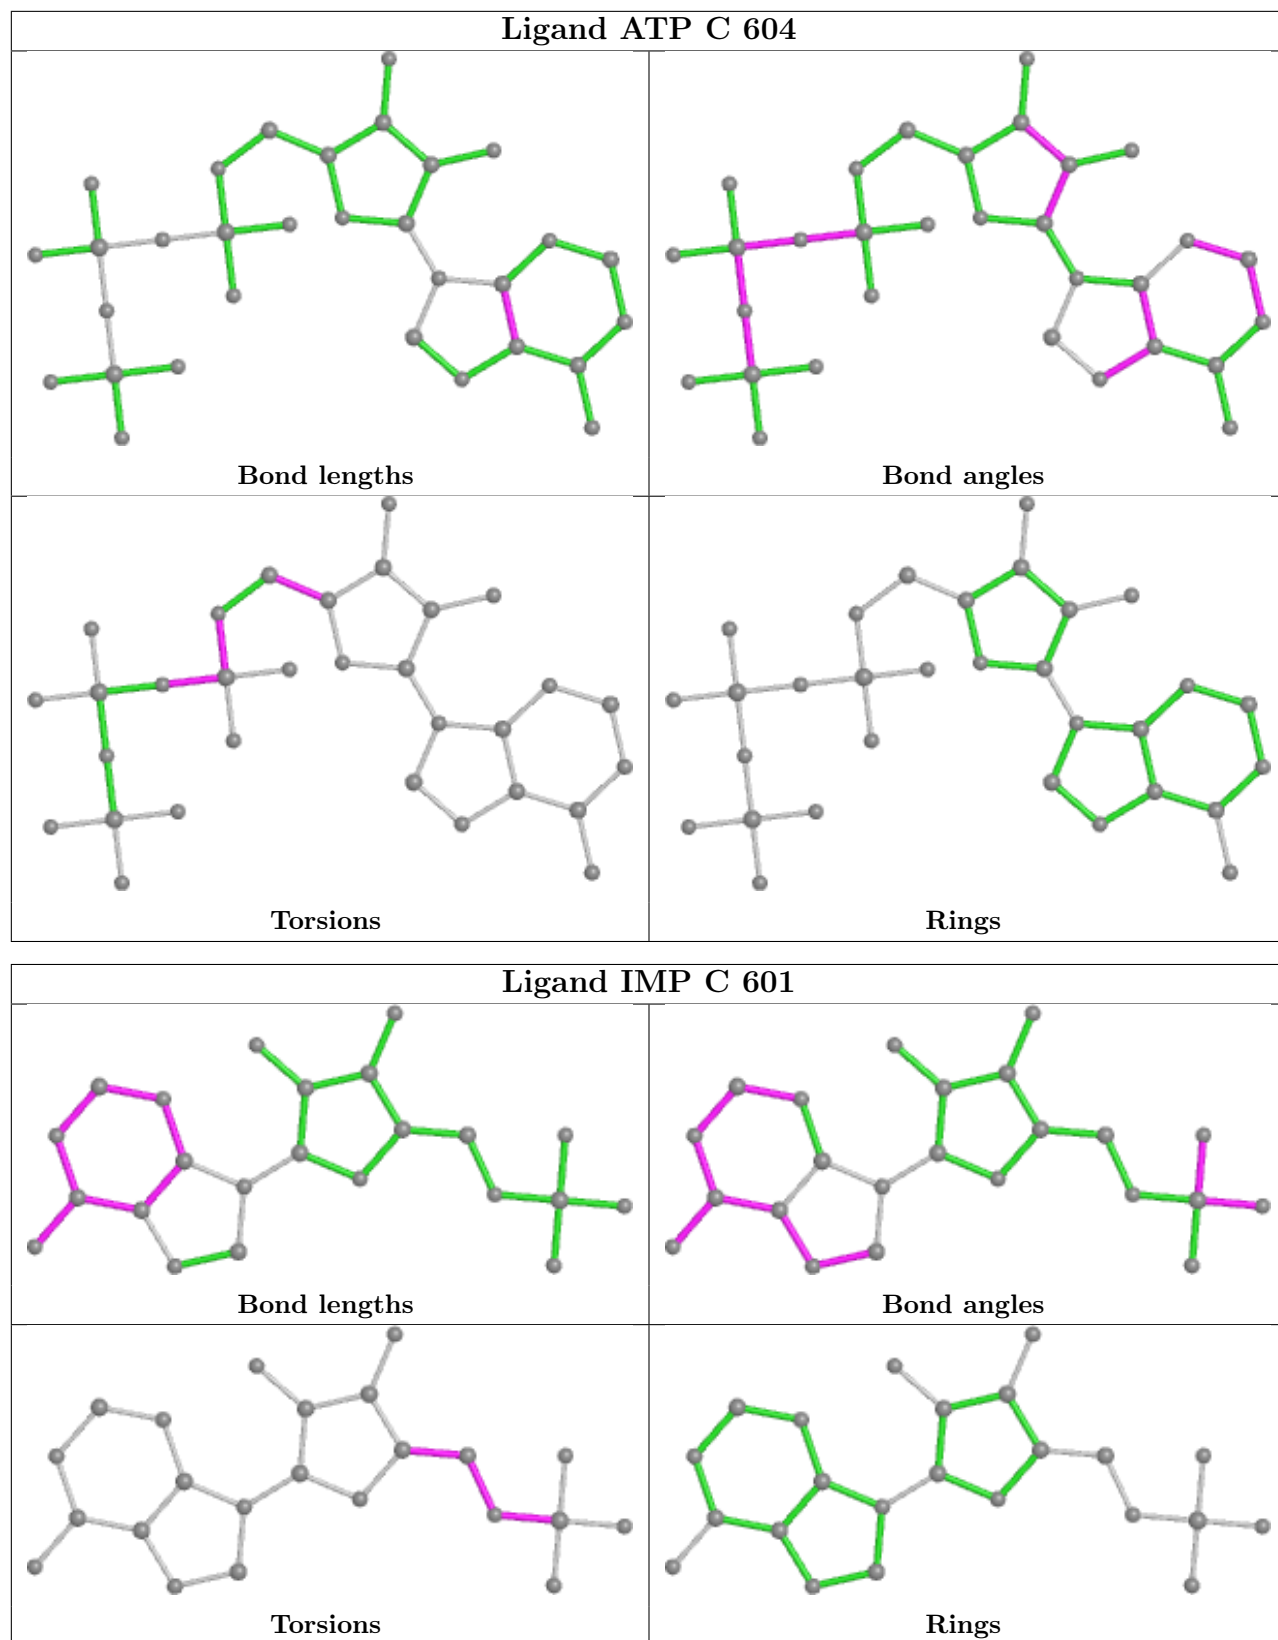 Ligand ATP C 604
Bond lengths
Bond angles
Torsions
Rings
Ligand IMP C 601
Bond lengths
Bond angles
Torsions
Rings